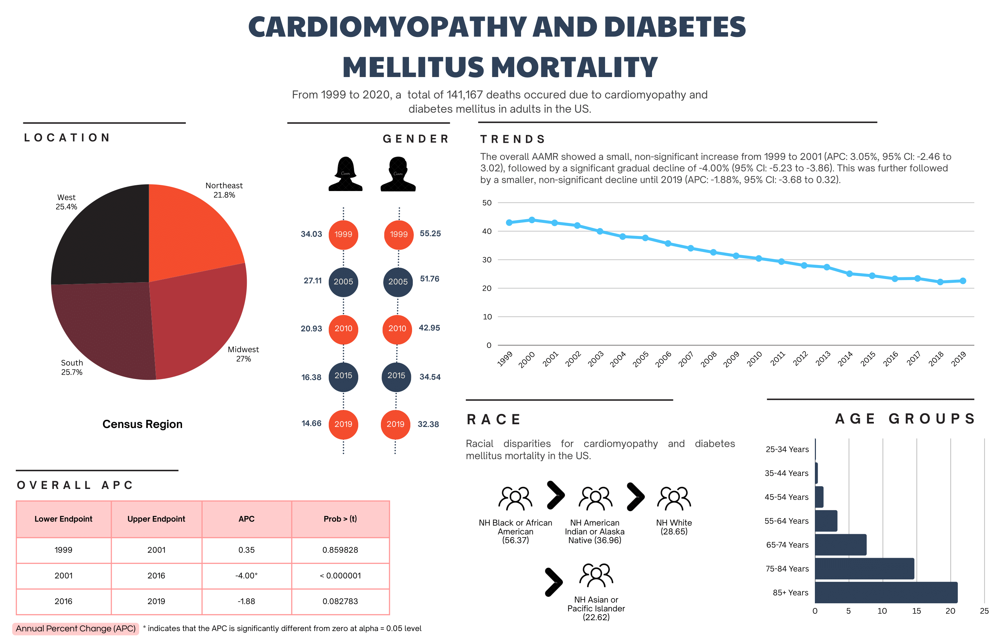 CARDIOMYOPATHY AND DIABETES
MELLITUS MORTALITY
From 1999 to 2020, a  total of 141,167 deaths occured due to cardiomyopathy and
diabetes mellitus in adults in the US.
LOCATION
Northeast
21.8%
West
25.4%
Midwest
27%
South
25.7%
Census Region
GENDER
Canva Canva
34.03 1999 1999 55.25
27.11 2005 2005 51.76
20.93 2010 2010 42.95
16.38 2015 2015 34.54
14.66 2019 2019 32.38
TRENDS
The overall AAMR showed a small, non-significant increase from 1999 to 2001 (APC: 3.05%, 95% CI: -2.46 to
3.02), followed by a significant gradual decline of -4.00% (95% CI: -5.23 to -3.86). This was further followed
by a smaller, non-significant decline until 2019 (APC: -1.88%, 95% CI: -3.68 to 0.32).
50
40
30
20
10
0
1999 2000 2001 2002 2003 2004 2005 2006 2007 2008 2009 2010 2011 2012 2013 2014 2015 2016 2017 2018 2019
OVERALL APC
Lower Endpoint Upper Endpoint APC Prob > (t)
1999 2001 0.35 0.859828
2001 2016 -4.00* < 0.000001
2016 2019 -1.88 0.082783
Annual Percent Change (APC) * indicates that the APC is significantly different from zero at alpha = 0.05 level
RACE
Racial disparities for cardiomyopathy and diabetes
mellitus mortality in the US.
NH Black or African
American
(56.37)
NH American
Indian or Alaska
Native (36.96)
NH White
(28.65)
NH Asian or
Pacific Islander
(22.62)
AGE GROUPS
25-34 Years
35-44 Years
45-54 Years
55-64 Years
65-74 Years
75-84 Years
85+ Years
0 5 10 15 20 25